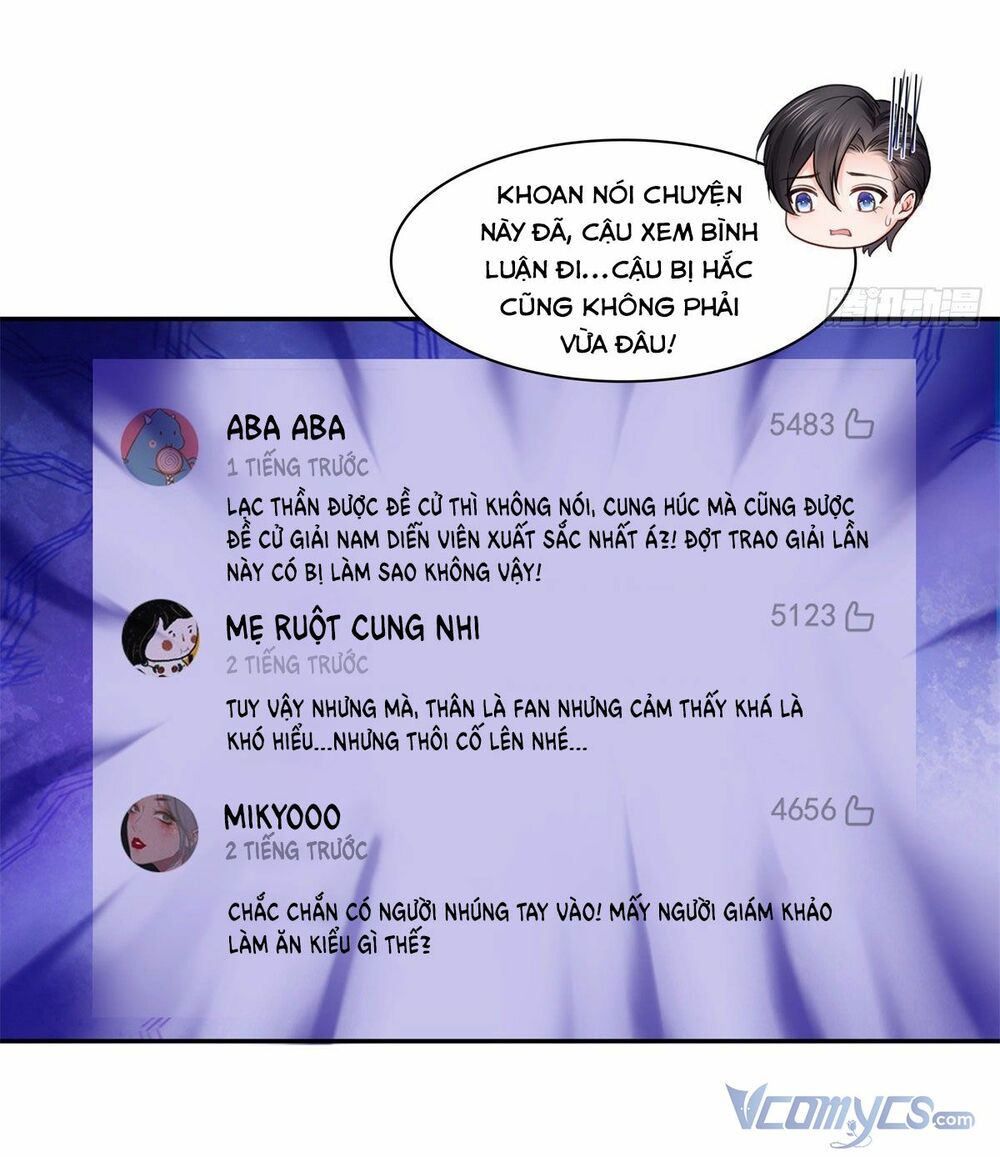 KHOAN NÓI CHUYỆN
NÀY ĐÃ, CẬU XEM BÌNH
LUẬN ĐI...CẬU BỊ HẮC
CŨNG KHÔNG PHẢI
VỪA ĐÂU!
腾讯动漫
ABA ABA
5483
1 TIẾNG TRƯỚC
LẠC THẦN ĐƯỢC ĐỀ CỬ THÌ KHÔNG NÓI, CUNG HÚC MÀ CŨNG ĐƯỢC
ĐỀ CỬ GIẢI NAM DIỄN VIÊN XUẤT SẮC NHẤT Á?! ĐỢT TRAO GIẢI LẦN
NÀY CÓ BỊ LÀM SAO KHÔNG VẬY!
MẸ RUỘT CUNG NHI
5123
2 TIẾNG TRƯỚC
TUY VẬY NHƯNG MÀ, THÂN LÀ FAN NHƯNG CẢM THẤY KHÁ LÀ
KHÓ HIỂU...NHƯNG THÔI CỐ LÊN NHÉ...
MIKYOOO
4656
2 TIẾNG TRƯỚC
CHẮC CHẮN CÓ NGƯỜI NHÚNG TAY VÀO! MẤY NGƯỜI GIÁM KHẢO
LÀM ĂN KIỂU GÌ THẾ?
VCOMYCS.com